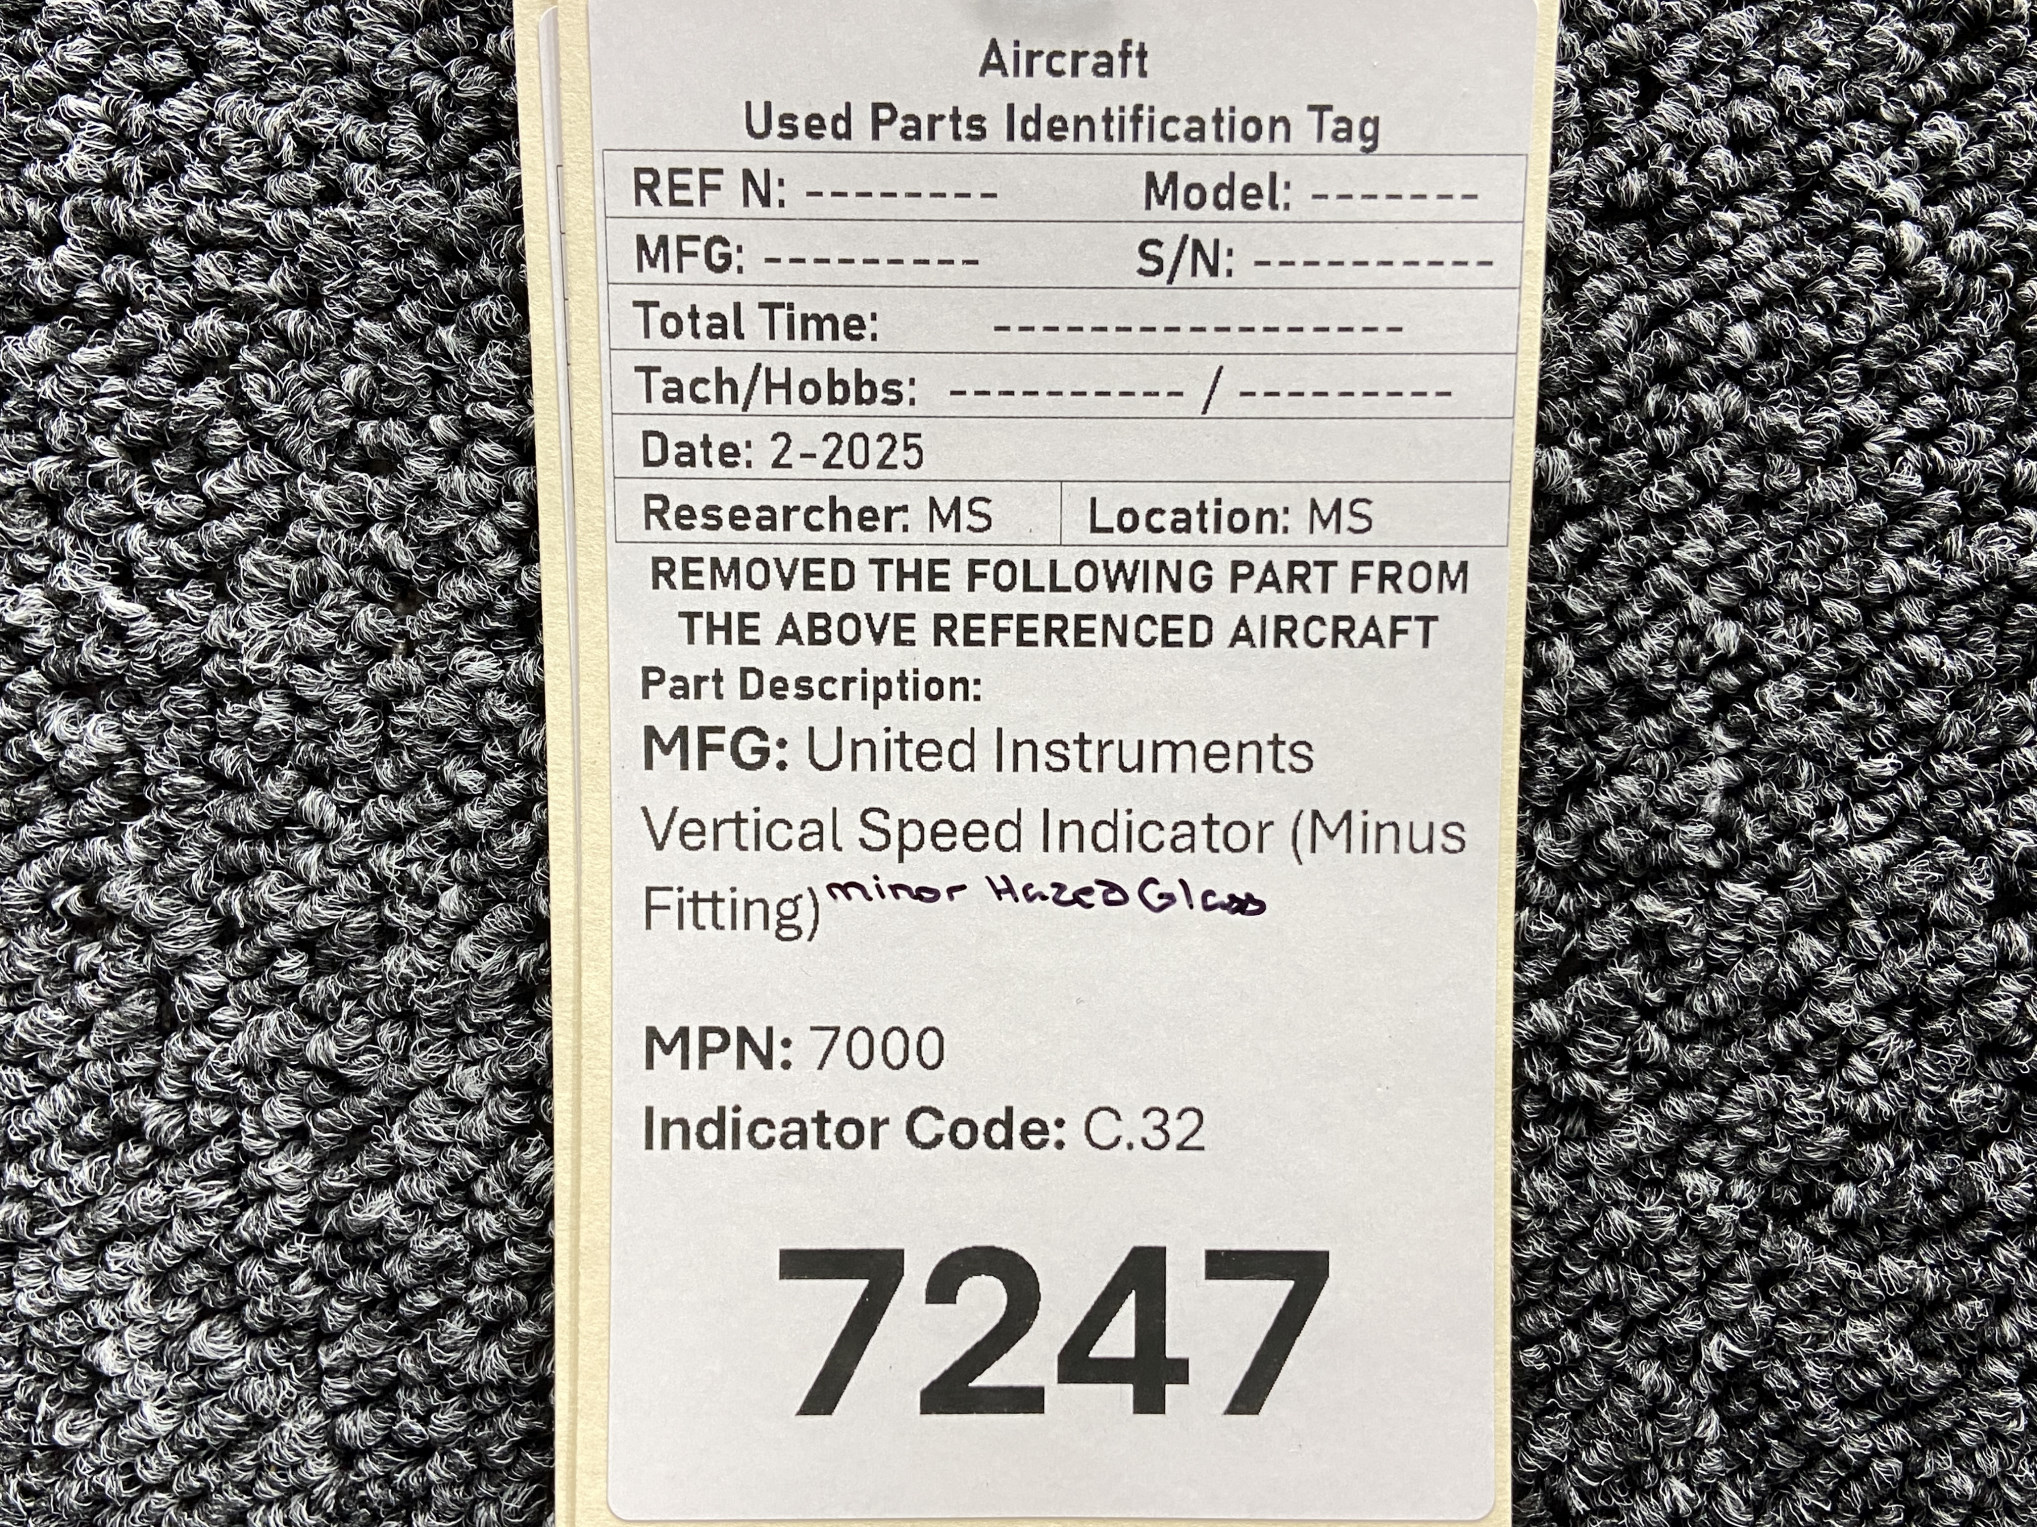 Aircraft
Used Parts Identification Tag
REF N: -------- Model: -------
MFG: --------- S/N: ----------
Total Time: -----------------
Tach/Hobbs: ---------- / ---------
Date: 2-2025
Researcher: MS Location: MS
REMOVED THE FOLLOWING PART FROM
THE ABOVE REFERENCED AIRCRAFT
Part Description:
MFG: United Instruments
Vertical Speed Indicator (Minus
Fitting) minor Hazed Glass
MPN: 7000
Indicator Code: C.32
7247